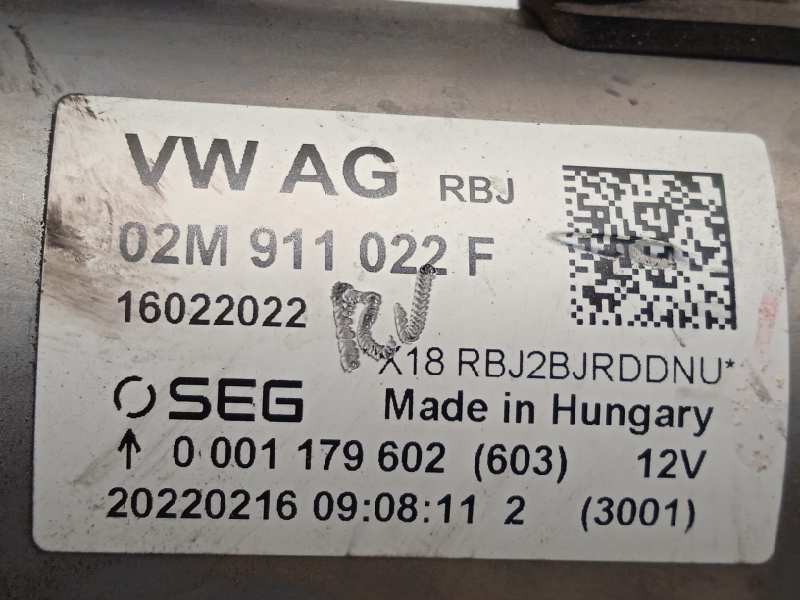 VW AG RBJ
02M 911 022 F
16022022
X18 RBJ2BJRDDNU*
SEG Made in Hungary
↑ 0 001 179 602 (603) 12V
20220216 09:08:11 2 (3001)